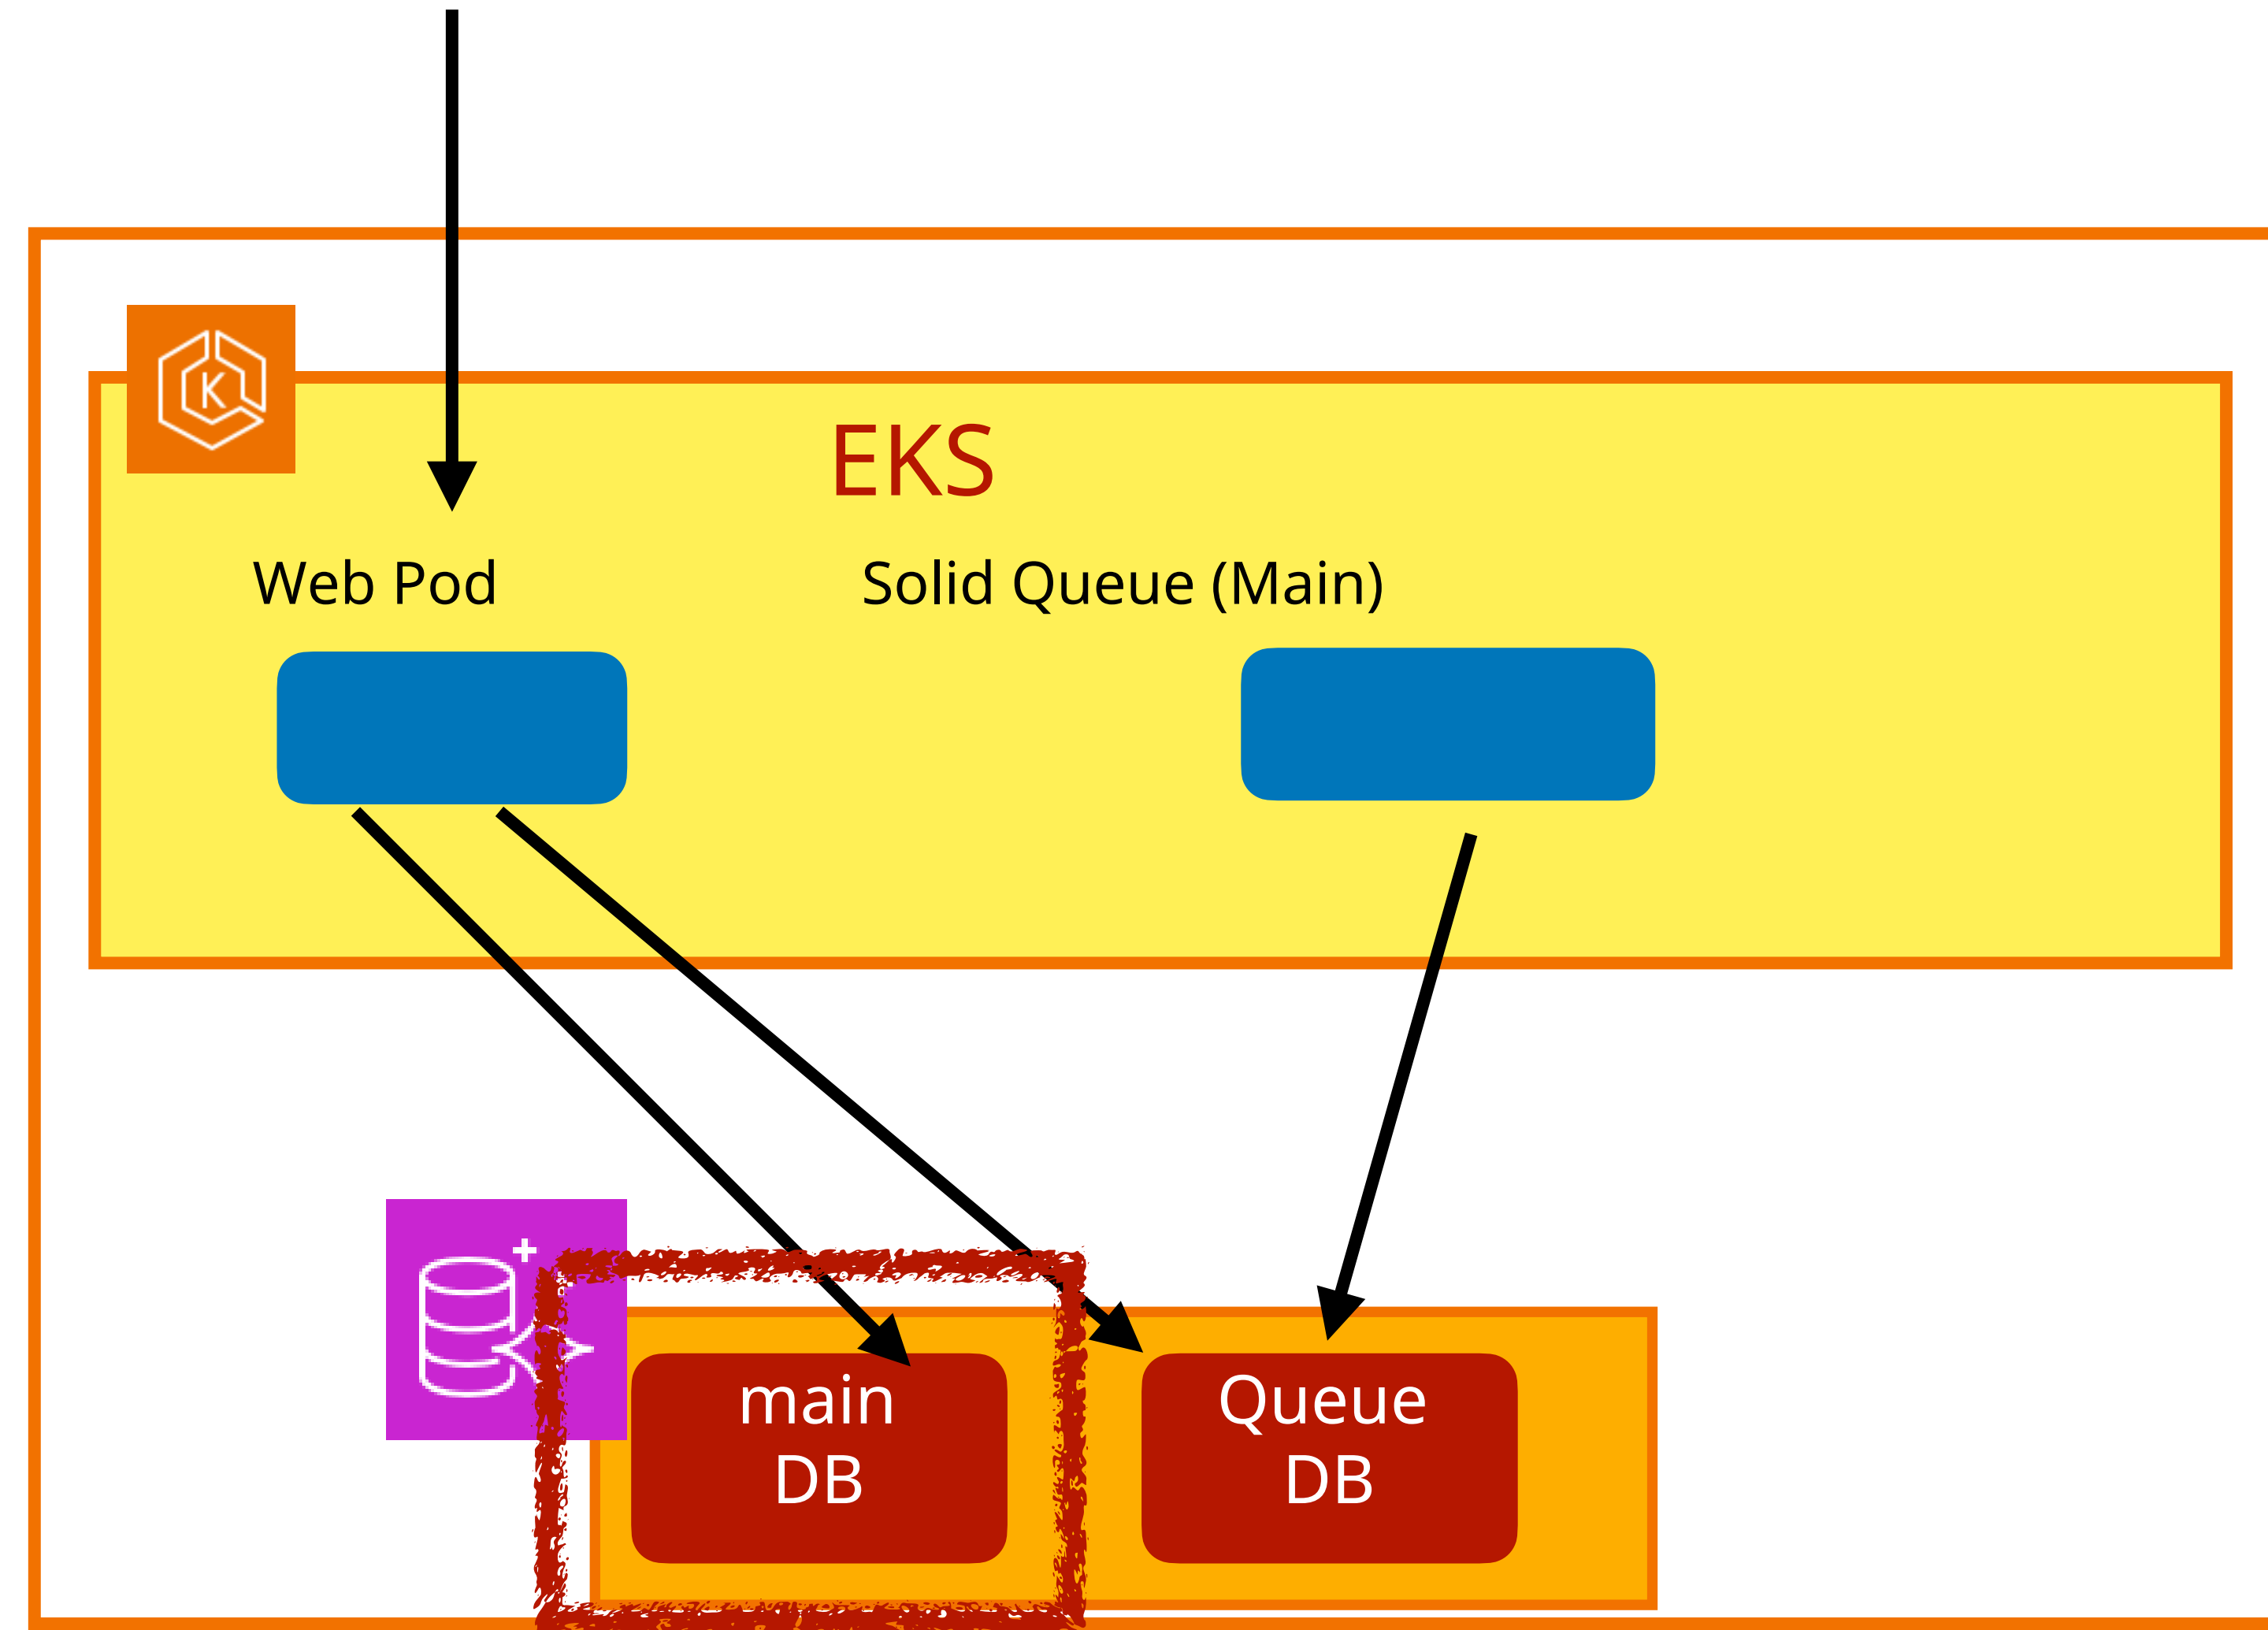 K
EKS
Web Pod
Solid Queue (Main)
main
DB
Queue
DB